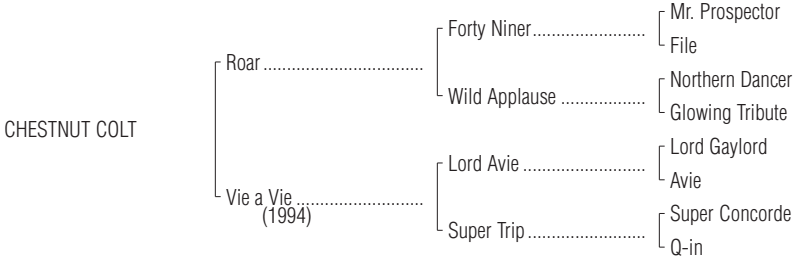 Mr. Prospector
Forty Niner........................
File
Roar ..................................
Northern Dancer
Wild Applause ..................
Glowing Tribute
CHESTNUT COLT
Lord Gaylord
Lord Avie ..........................
Avie
Vie a Vie ...........................
(1994)
Super Concorde
Super Trip.........................
Q-in